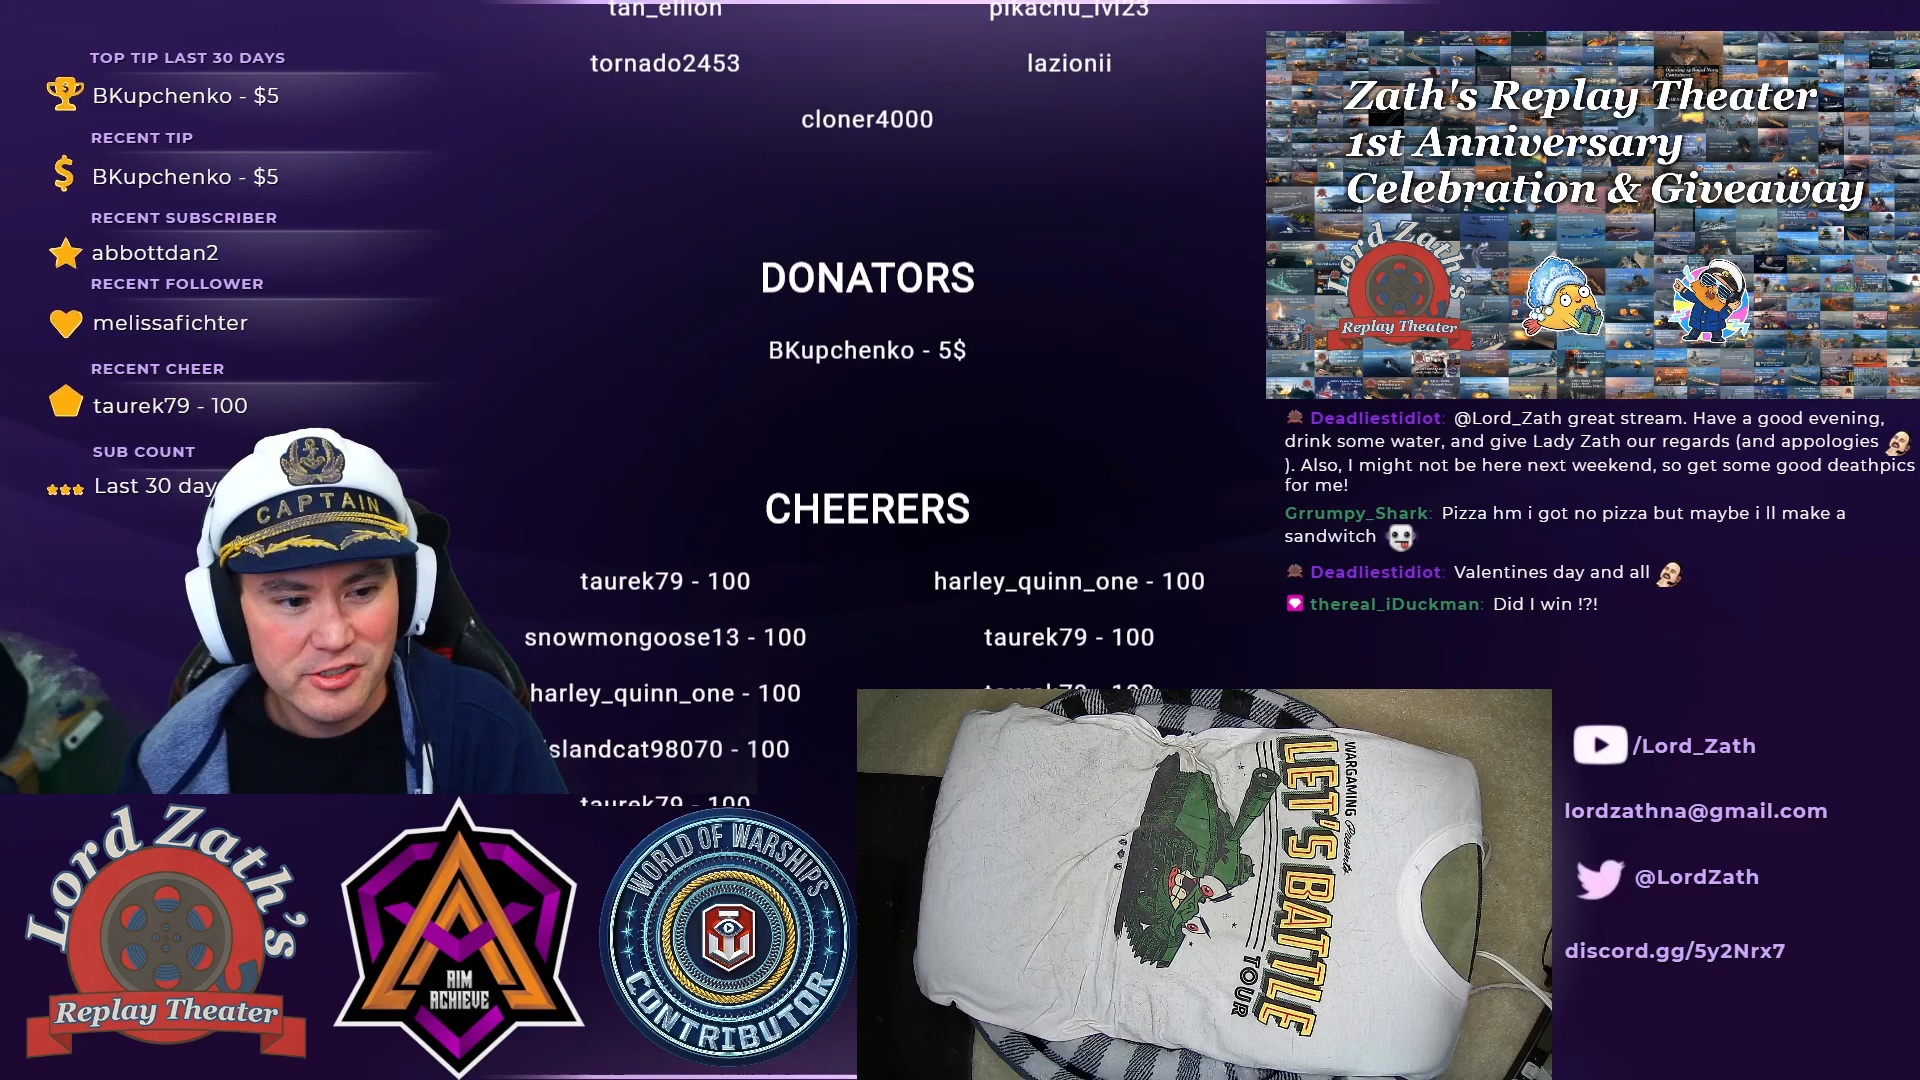 TOP TIP LAST 30 DAYS
BKupchenko - $5
RECENT TIP
BKupchenko - $5
RECENT SUBSCRIBER
abbottdan2
RECENT FOLLOWER
melissafichter
RECENT CHEER
taurek79 - 100
SUB COUNT
Last 30 day
CAPTAIN
tornado2453
lazionii
cloner4000
DONATORS
BKupchenko - 5$
CHEERERS
taurek79 - 100
harley_quinn_one - 100
snowmongoose13 - 100
taurek79 - 100
harley_quinn_one - 100
taurek79 - 100
slandcat98070 - 100
taurek79 - 100
Zath's Replay Theater
1st Anniversary
Celebration & Giveaway
Lord Zath's
Replay Theater
Deadliestidiot: @Lord_Zath great stream. Have a good evening,
drink some water, and give Lady Zath our regards (and appologies
). Also, I might not be here next weekend, so get some good deathpics
for me!
Grrumpy_Shark: Pizza hm i got no pizza but maybe i ll make a
sandwitch
Deadliestidiot: Valentines day and all
thereal_iDuckman: Did I win !?!
WARGAMING Presents
LET'S BATTLE
TOUR
/Lord_Zath
lordzathna@gmail.com
@LordZath
discord.gg/5y2Nrx7
Lord Zath's
Replay Theater
AIM
ACHIEVE
WORLD OF WARSHIPS
CONTRIBUTOR